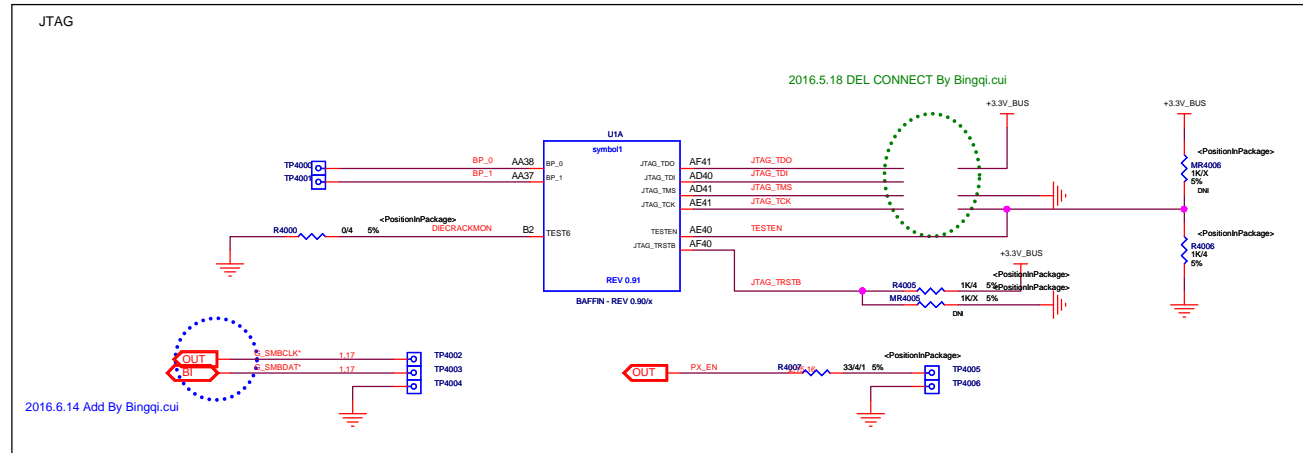 JTAG
2016.5.18 DEL CONNECT By Bingqi.cui
+3.3V_BUS
+3.3V_BUS
U1A
symbol1
<PositionInPackage>
TP4000
BP_0
AA38
BP_0
JTAG_TDO
AF41
JTAG_TDO
MR4006
1K/X
5%
DNI
TP4001
BP_1
AA37
BP_1
JTAG_TDI
AD40
JTAG_TDI
JTAG_TMS
AD41
JTAG_TMS
JTAG_TCK
AE41
JTAG_TCK
<PositionInPackage>
R4000
0/4
5%
DIECRACKMON
B2
TEST6
TESTEN
AE40
TESTEN
<PositionInPackage>
R4006
1K/4
5%
JTAG_TRSTB
AF40
+3.3V_BUS
<PositionInPackage>
REV 0.91
JTAG_TRSTB
R4005
1K/4
5%
<PositionInPackage>
BAFFIN - REV 0.90/x
MR4005
1K/X
5%
DNI
OUT
G_SMBCLK*
1,17
TP4002
BI
G_SMBDAT*
1,17
TP4003
TP4004
<PositionInPackage>
OUT
PX_EN
R4007
33/4/1
5%
TP4005
TP4006
2016.6.14 Add By Bingqi.cui